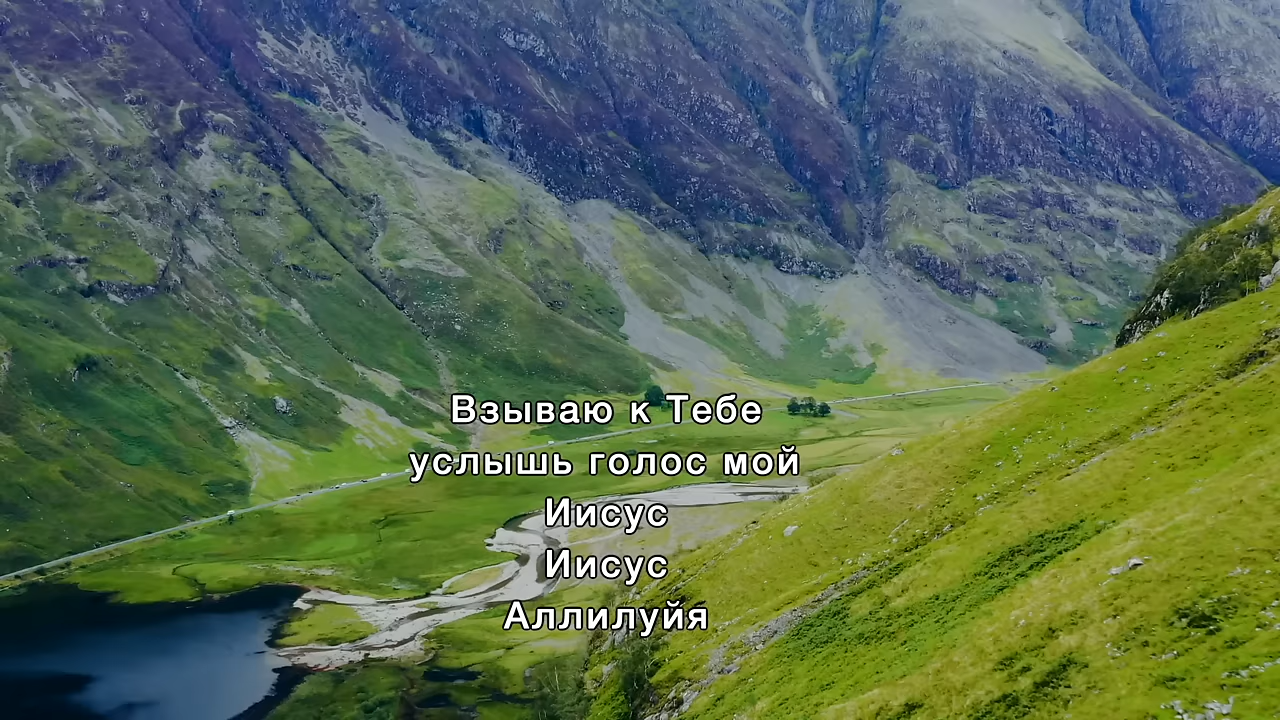 Взываю к Тебе
услышь голос мой
Иисус
Иисус
Аллилуйя